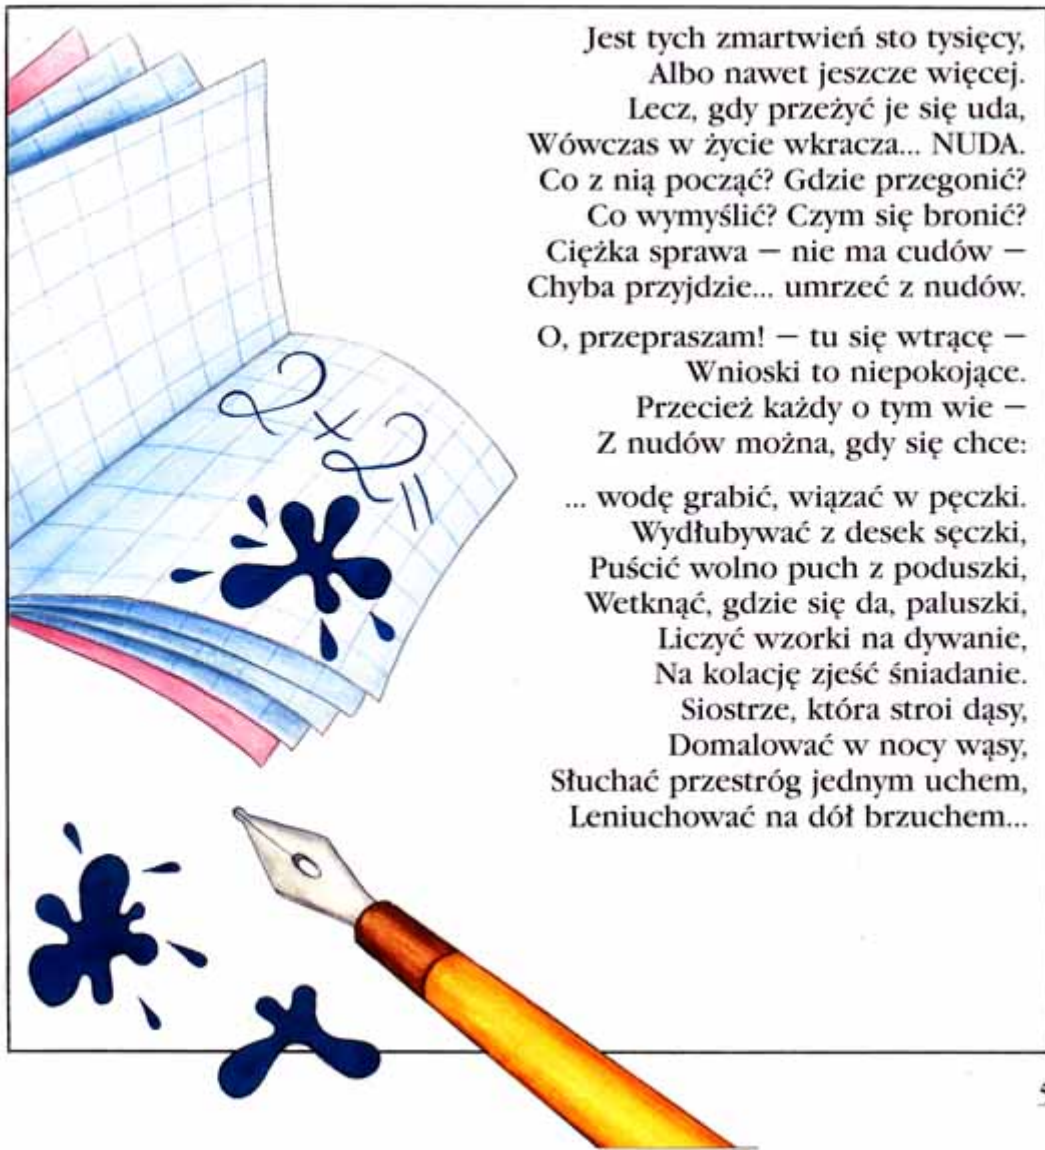 Jest tych zmartwień sto tysięcy,
Albo nawet jeszcze więcej.
Lecz, gdy przeżyć je się uda,
Wówczas w życie wkracza... NUDA.
Co z nią począć? Gdzie przegonić?
Co wymyślić? Czym się bronić?
Ciężka sprawa — nie ma cudów —
Chyba przyjdzie... umrzeć z nudów.
O, przepraszam! — tu się wtrącę —
Wnioski to niepokojące.
Przecież każdy o tym wie —
Z nudów można, gdy się chce:
... wodę grabić, wiązać w pęczki.
Wydłubywać z desek sęczki,
Puścić wolno puch z poduszki,
Wetknąć, gdzie się da, paluszki,
Liczyć wzorki na dywanie,
Na kolację zjeść śniadanie.
Siostrze, która stroi dąsy,
Domalować w nocy wąsy,
Słuchać przestróg jednym uchem,
Leniuchować na dół brzuchem...
2+2=